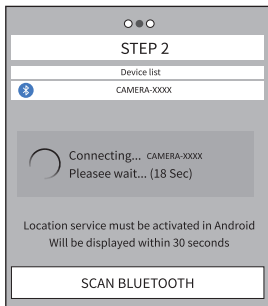 STEP 2
Device list
CAMERA-XXXX
Connecting... CAMERA-XXXX
Pleasee wait... (18 Sec)
Location service must be activated in Android
Will be displayed within 30 seconds
SCAN BLUETOOTH